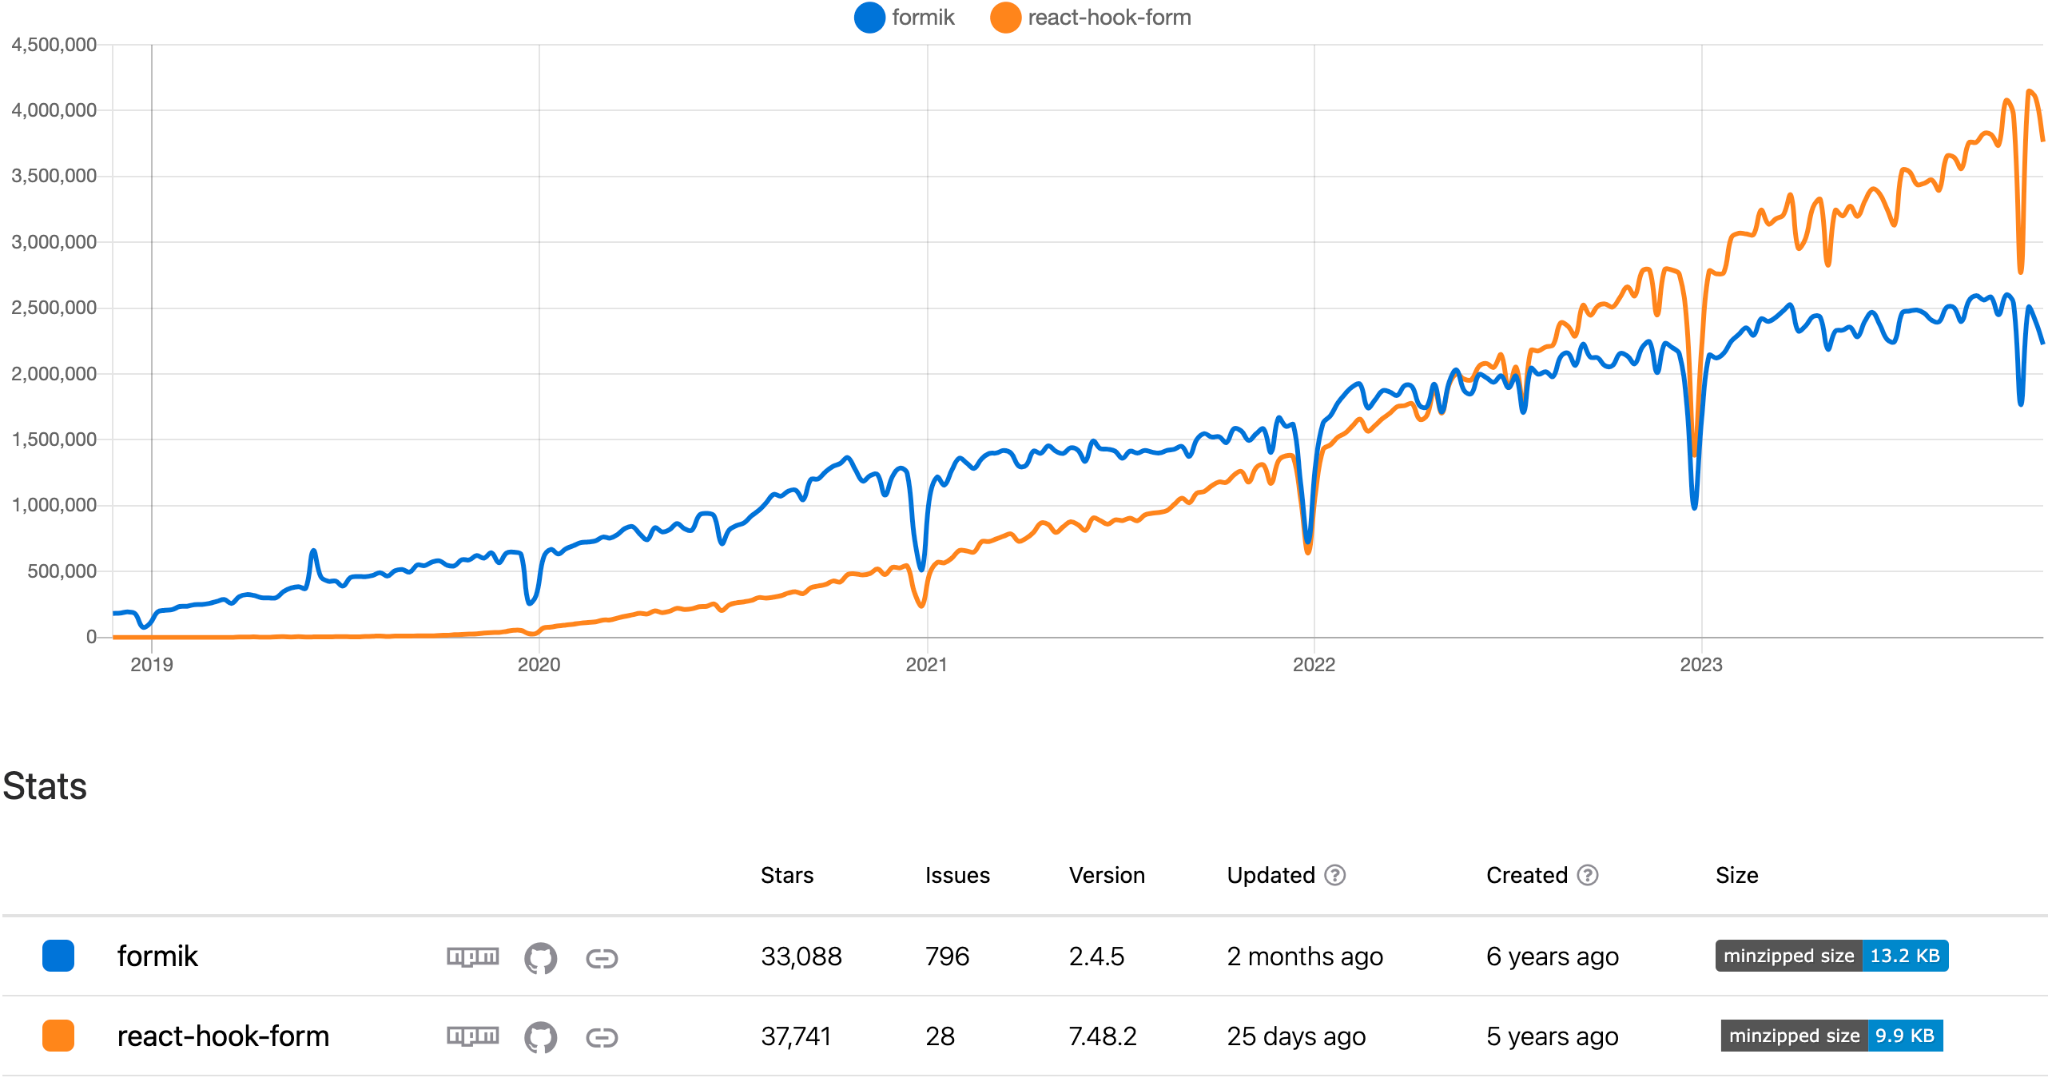 formik react-hook-form
4,500,000
4,000,000
3,500,000
3,000,000
2,500,000
2,000,000
1,500,000
1,000,000
500,000
0
2019 2020 2021 2022 2023
Stats
Stars Issues Version Updated ? Created ? Size
formik npm 33,088 796 2.4.5 2 months ago 6 years ago minzipped size 13.2 KB
react-hook-form npm 37,741 28 7.48.2 25 days ago 5 years ago minzipped size 9.9 KB